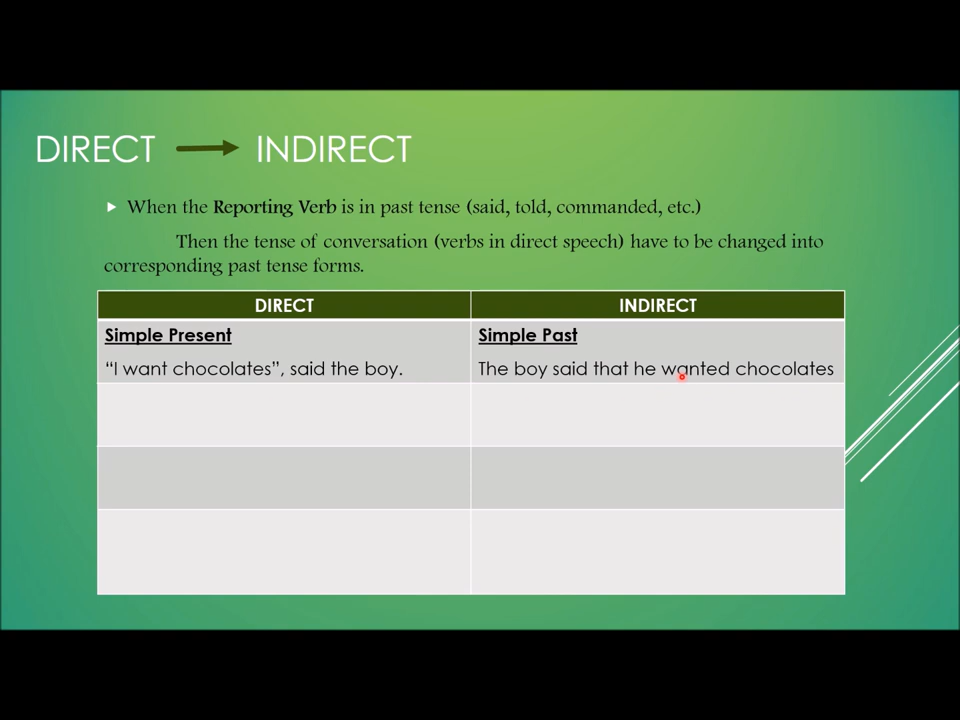 DIRECT → INDIRECT
When the Reporting Verb is in past tense (said, told, commanded, etc.)
Then the tense of conversation (verbs in direct speech) have to be changed into
corresponding past tense forms.
DIRECT INDIRECT
Simple Present
“I want chocolates”, said the boy.
Simple Past
The boy said that he wanted chocolates